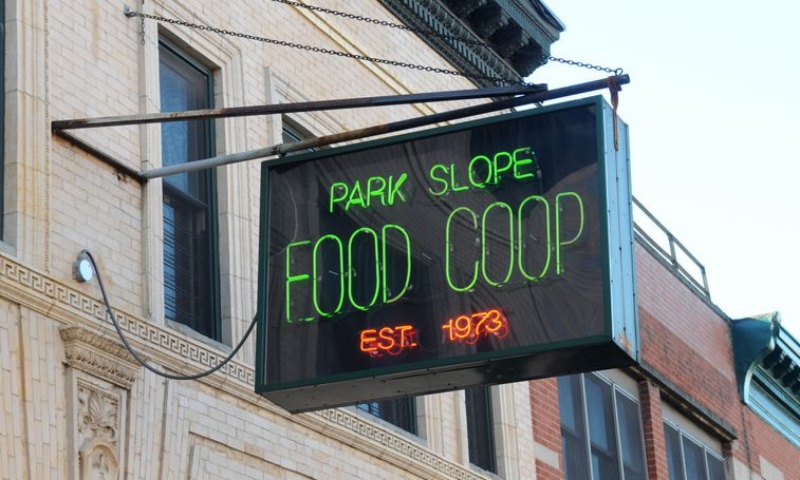 PARK SLOPE
FOOD COOP
EST. 1973